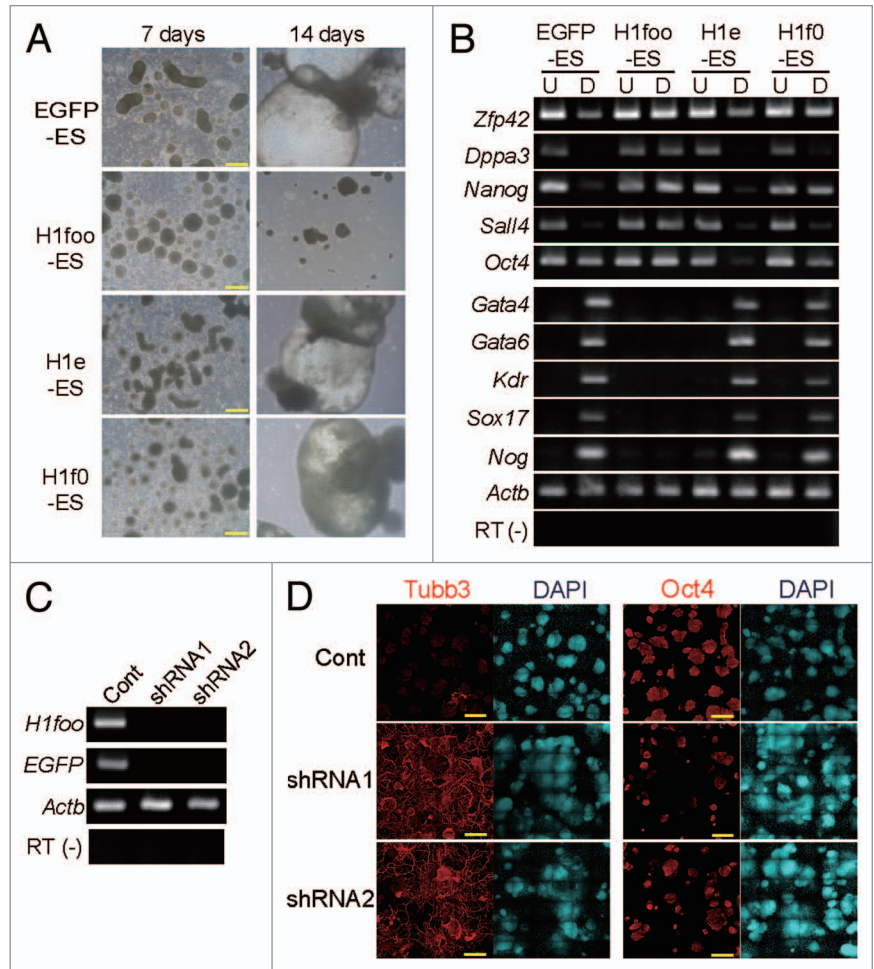 A
7 days 14 days
EGFP
-ES
H1foo
-ES
H1e
-ES
H1f0
-ES
B
EGFP H1foo H1e H1f0
-ES -ES -ES -ES
U D U D U D U D
Zfp42
Dppa3
Nanog
Sall4
Oct4
Gata4
Gata6
Kdr
Sox17
Nog
Actb
RT (-)
C
Cont shRNA1 shRNA2
H1foo
EGFP
Actb
RT (-)
D
Tubb3 DAPI Oct4 DAPI
Cont
shRNA1
shRNA2